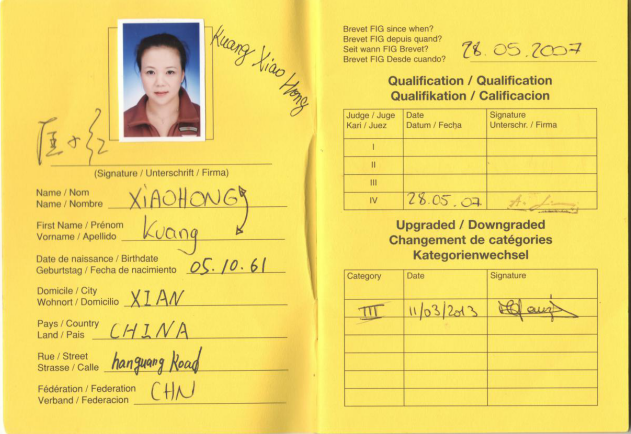 Kuang Xiao Hong
(Signature / Unterschrift / Firma)
Name / Nom
Name / Nombre XIAOHONG
First Name / Prénom
Vorname / Apellido Kuang
Date de naissance / Birthdate
Geburtstag / Fecha de nacimiento 05.10.61
Domicile / City
Wohnort / Domicilio XIAN
Pays / Country
Land / Pais CHINA
Rue / Street
Strasse / Calle hanguang Road
Fédération / Federation
Verband / Federacion CHN
Brevet FIG since when?
Brevet FIG depuis quand?
Seit wann FIG Brevet?
Brevet FIG Desde cuando? 28.05.2007
Qualification / Qualification
Qualifikation / Calificacion
Judge / Juge Date Signature
Kari / Juez Datum / Fecha Unterschr. / Firma
I
II
III
IV 28.05.07
Upgraded / Downgraded
Changement de catégories
Kategorienwechsel
Category Date Signature
III 11/03/2013